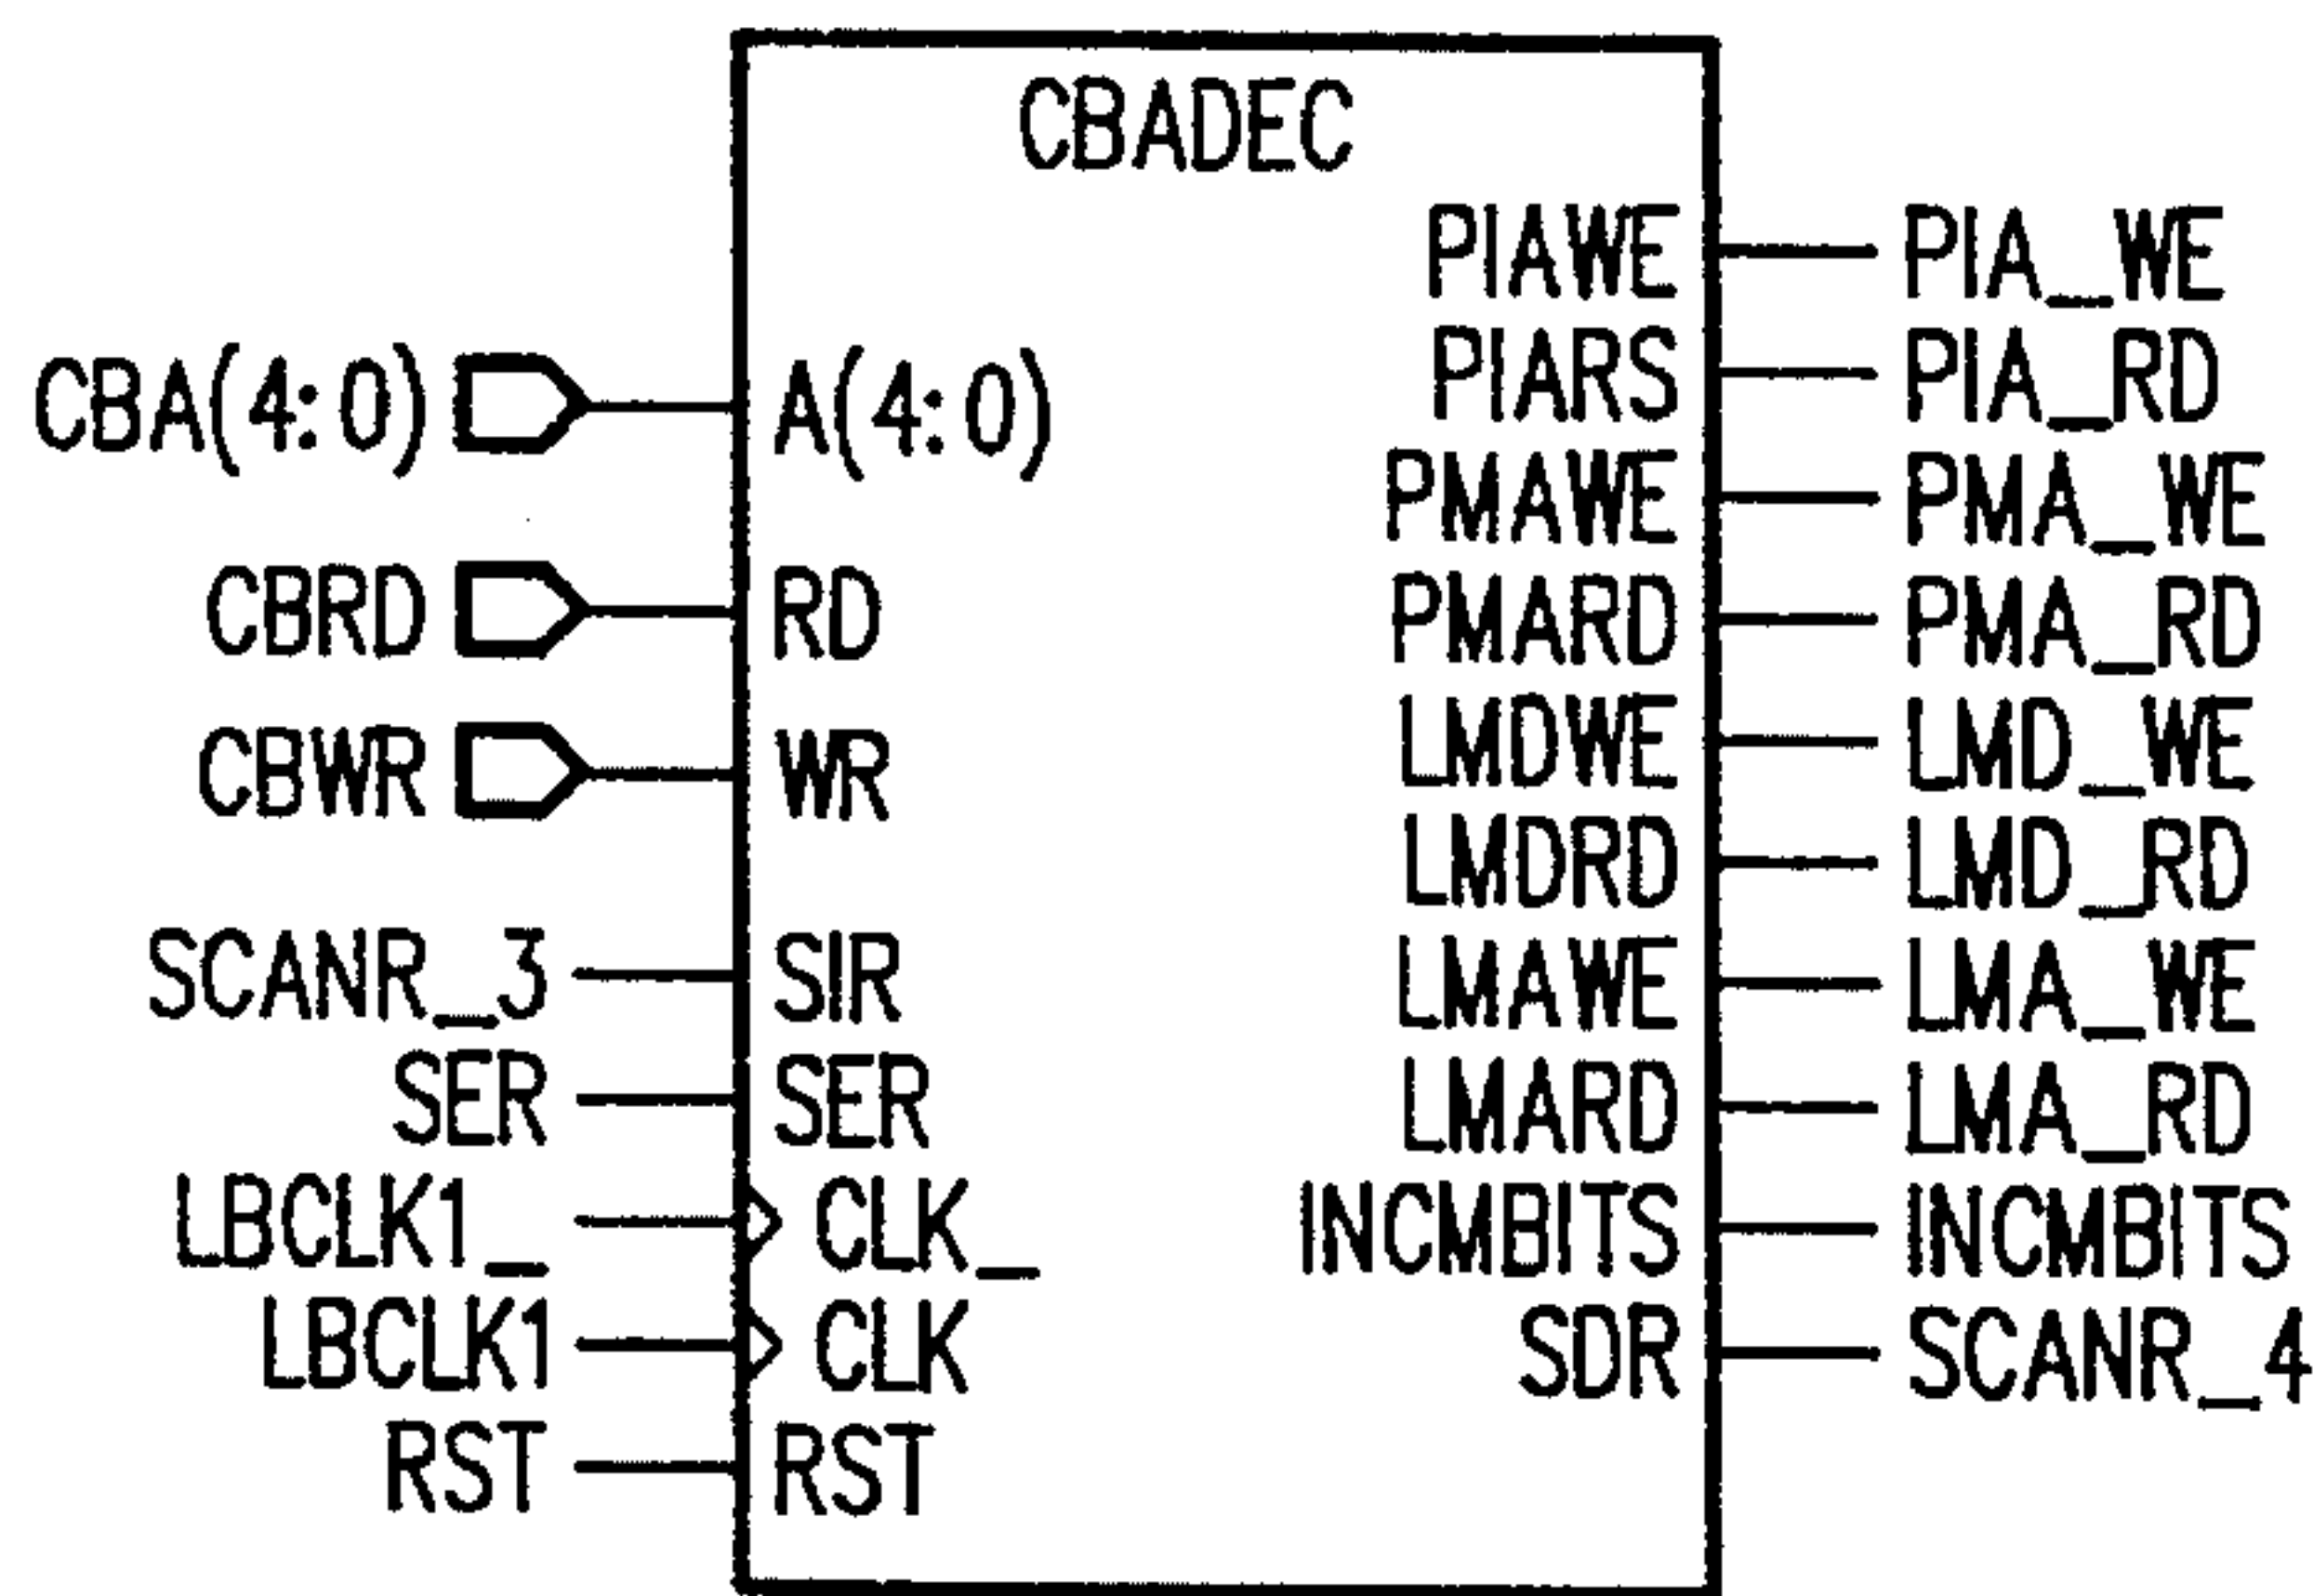 CBADEC
PIAWE PIA_WE
PIARS PIA_RD
CBA(4:0) A(4:0)
PMAWE PMA_WE
CBRD RD PMARD PMA_RD
LMDWE LMD_WE
CBWR WR
LMDRD LMD_RD
SCANR_3 SIR LMAWE LMA_WE
SER SER LMARD LMA_RD
LBCLK1_ CLK_ INCMBITS INCMBITS
LBCLK1 CLK SDR SCANR_4
RST RST